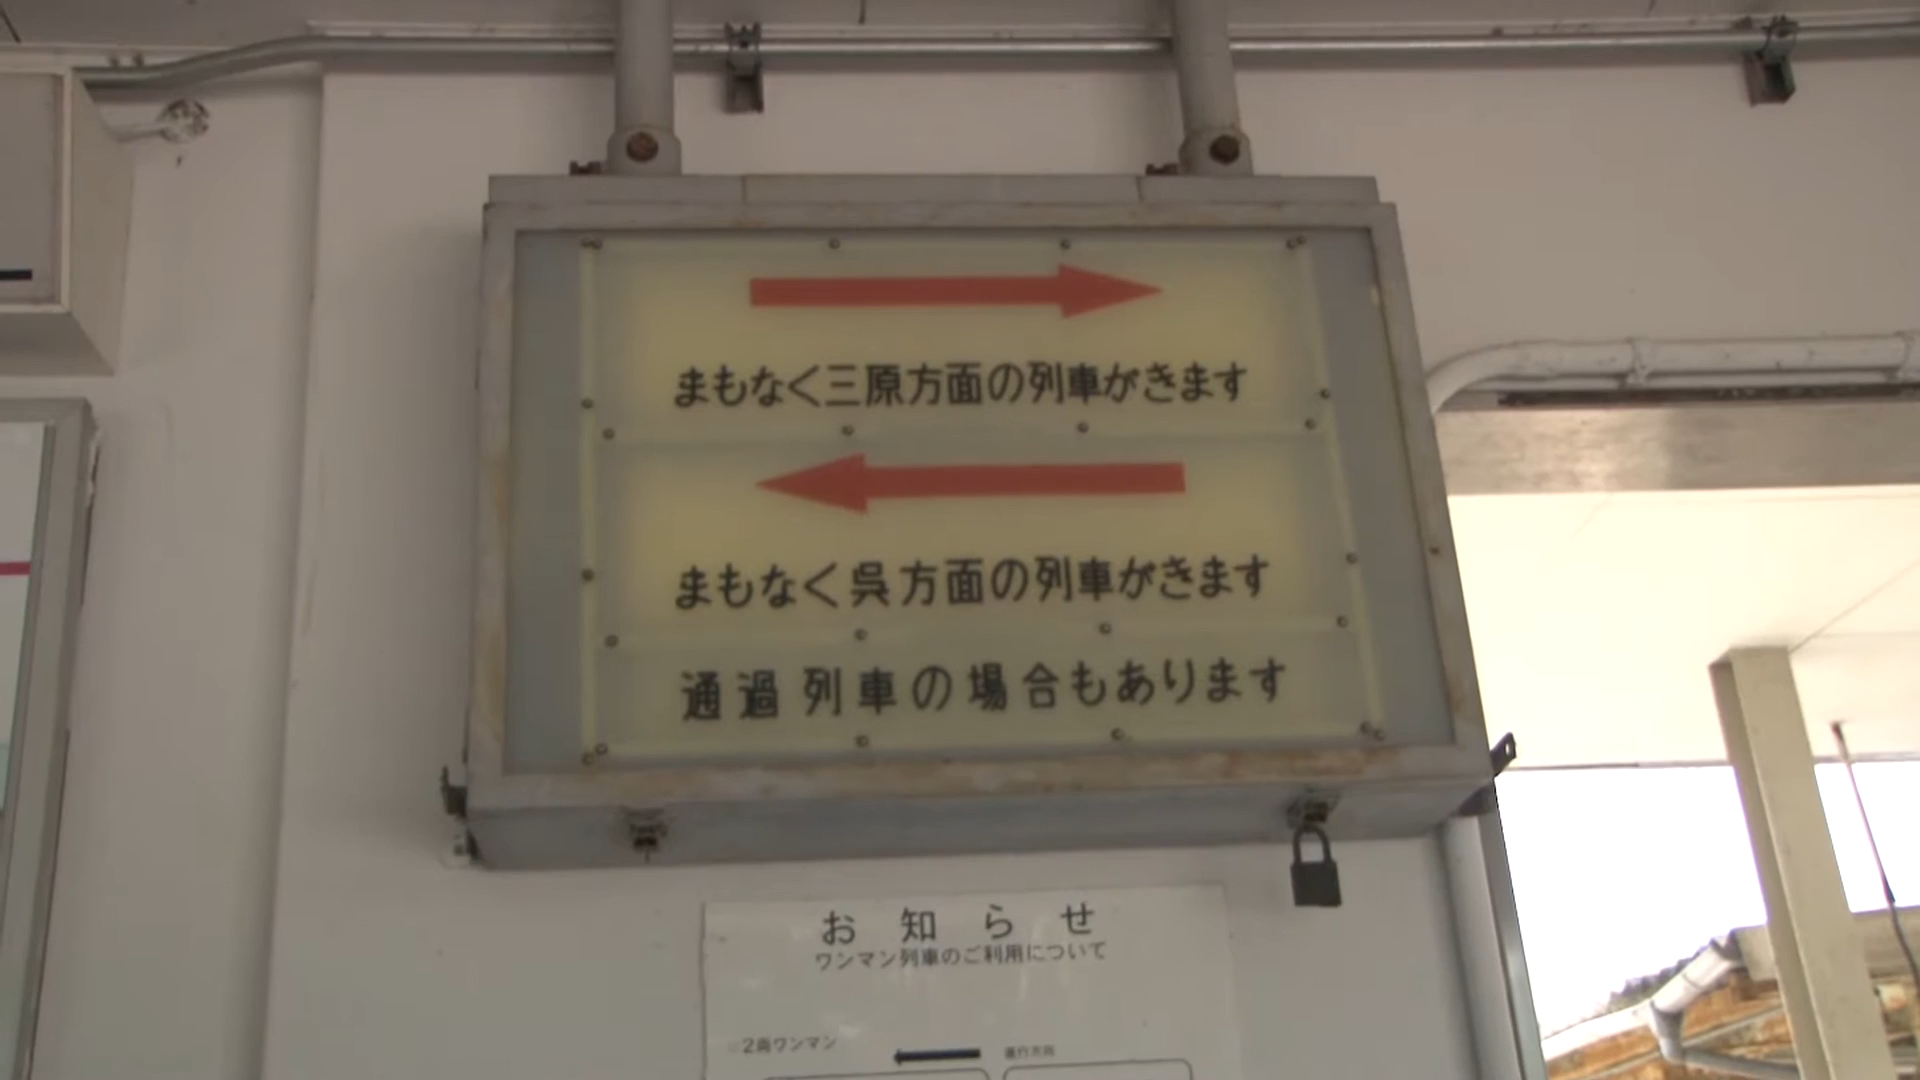 まもなく三原方面の列車がきます
まもなく呉方面の列車がきます
通過列車の場合もあります
お知らせ
ワンマン列車のご利用について
2両ワンマン
進行方向